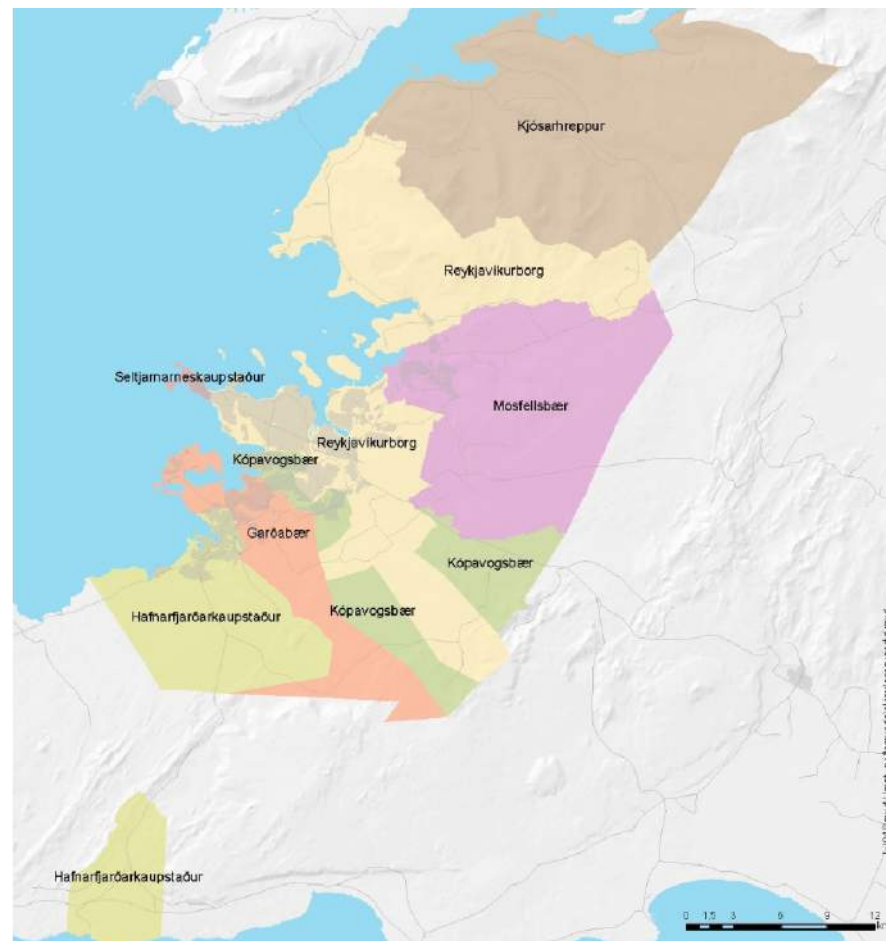 Kjósarhreppur
Reykjavíkurborg
Seltjarnarneskaupstaður
Mosfellsbær
Reykjavíkurborg
Kópavogsbær
Garðabær
Kópavogsbær
Kópavogsbær
Hafnarfjarðarkaupstaður
Hafnarfjarðarkaupstaður
0 1,5 3 6 9 12